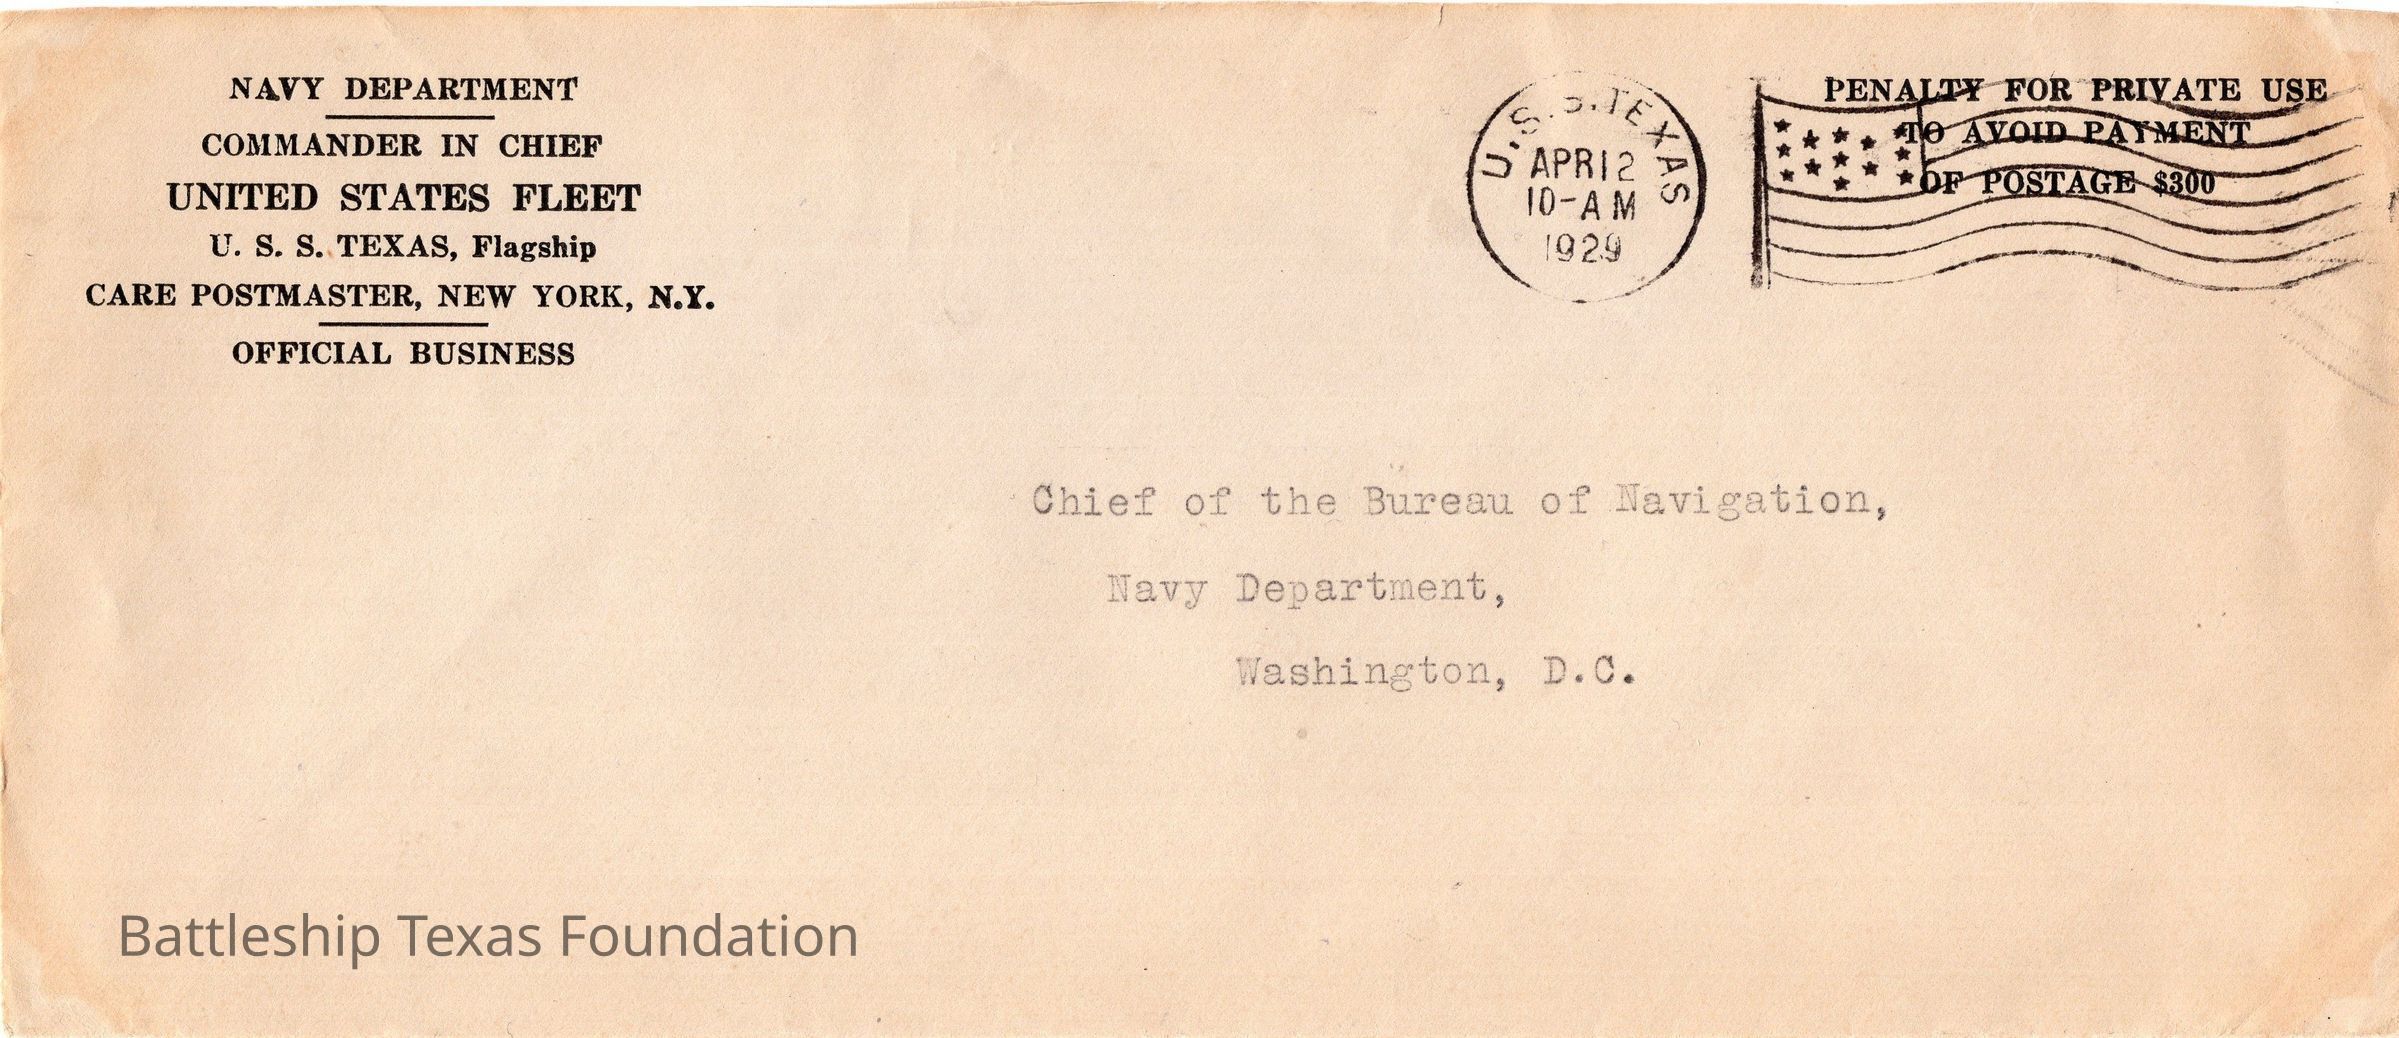 NAVY DEPARTMENT
COMMANDER IN CHIEF
UNITED STATES FLEET
U. S. S. TEXAS, Flagship
CARE POSTMASTER, NEW YORK, N.Y.
OFFICIAL BUSINESS
U. S. S. TEXAS
APR 12
10-AM
1929
PENALTY FOR PRIVATE USE
TO AVOID PAYMENT
OF POSTAGE $300
Chief of the Bureau of Navigation,
Navy Department,
Washington, D.C.
Battleship Texas Foundation